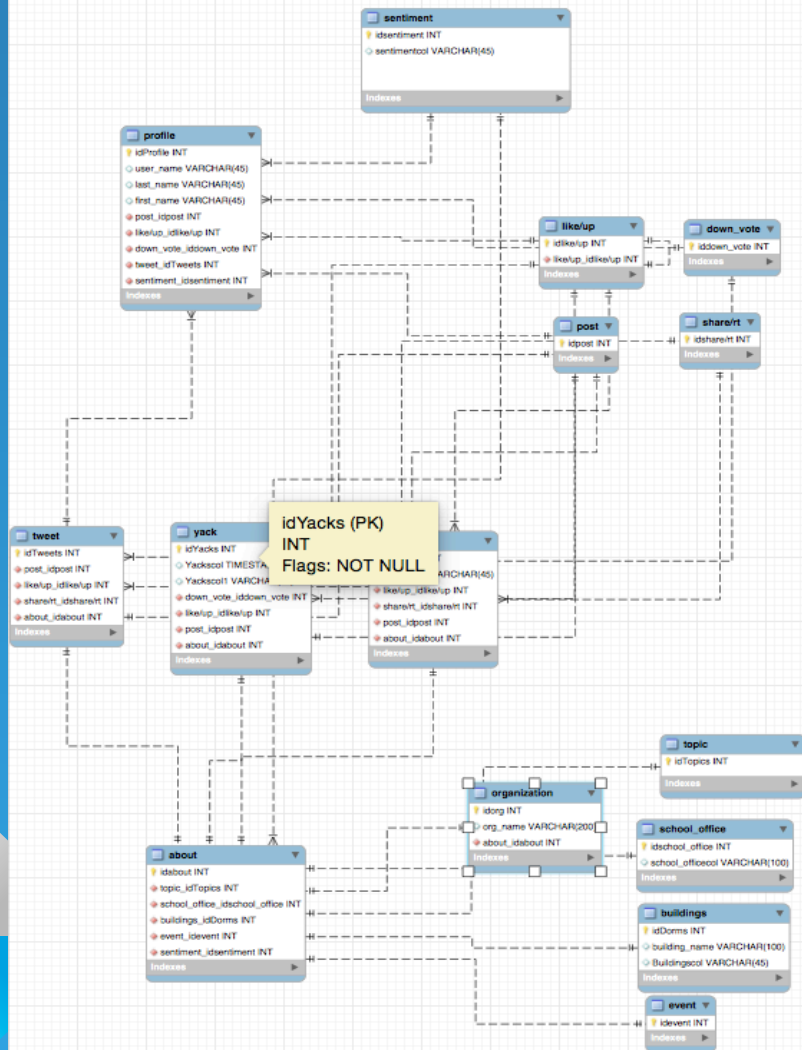 sentiment
idsentiment INT
sentimentcol VARCHAR(45)
Indexes
profile
idProfile INT
user_name VARCHAR(45)
last_name VARCHAR(45)
first_name VARCHAR(45)
post_idpost INT
like/up_idlike/up INT
down_vote_iddown_vote INT
tweet_idTweets INT
sentiment_idsentiment INT
Indexes
like/up
idlike/up INT
like/up_idlike/up INT
Indexes
down_vote
iddown_vote INT
Indexes
post
idpost INT
Indexes
share/rt
idshare/rt INT
Indexes
tweet
idTweets INT
post_idpost INT
like/up_idlike/up INT
share/rt_idshare/rt INT
about_idabout INT
Indexes
yack
idYacks INT
Yackscol TIMESTA
Yackscol1 VARCHA
down_vote_iddown_vote INT
like/up_idlike/up INT
post_idpost INT
about_idabout INT
Indexes
idYacks (PK)
INT
Flags: NOT NULL
INT
ARCHAR(45)
like/up_idlike/up INT
share/rt_idshare/rt INT
post_idpost INT
about_idabout INT
Indexes
about
idabout INT
topic_idTopics INT
school_office_idschool_office INT
buildings_idDorms INT
event_idevent INT
sentiment_idsentiment INT
Indexes
organization
idorg INT
org_name VARCHAR(200
about_idabout INT
Indexes
topic
idTopics INT
Indexes
school_office
idschool_office INT
school_officecol VARCHAR(100)
Indexes
buildings
idDorms INT
building_name VARCHAR(100)
Buildingscol VARCHAR(45)
Indexes
event
idevent INT
Indexes